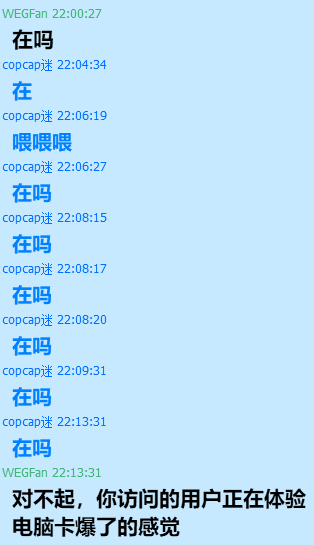 WEGFan 22:00:27
在吗
copcap迷 22:04:34
在
copcap迷 22:06:19
喂喂喂
copcap迷 22:06:27
在吗
copcap迷 22:08:15
在吗
copcap迷 22:08:17
在吗
copcap迷 22:08:20
在吗
copcap迷 22:09:31
在吗
copcap迷 22:13:31
在吗
WEGFan 22:13:31
对不起，你访问的用户正在体验
电脑卡爆了的感觉